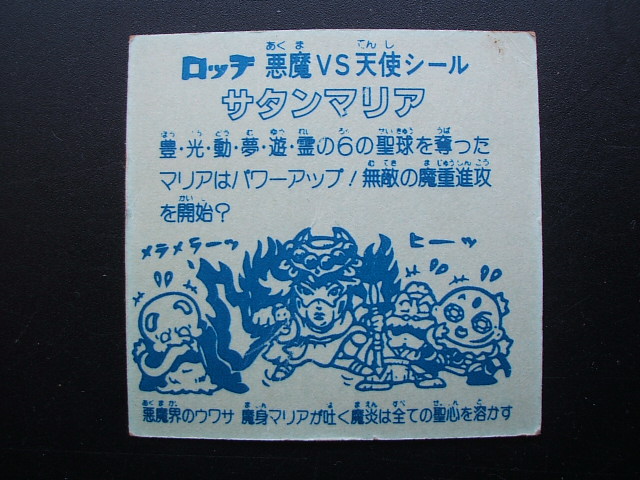 ロッチ 悪魔VS天使シール
サタンマリア
豊・光・動・夢・遊・霊の6の聖球を奪った
マリアはパワーアップ!無敵の魔重進攻
を開始?
メラメラーッ
ヒーッ
悪魔界のウワサ 魔身マリアが吐く魔炎は全ての聖心を溶かす